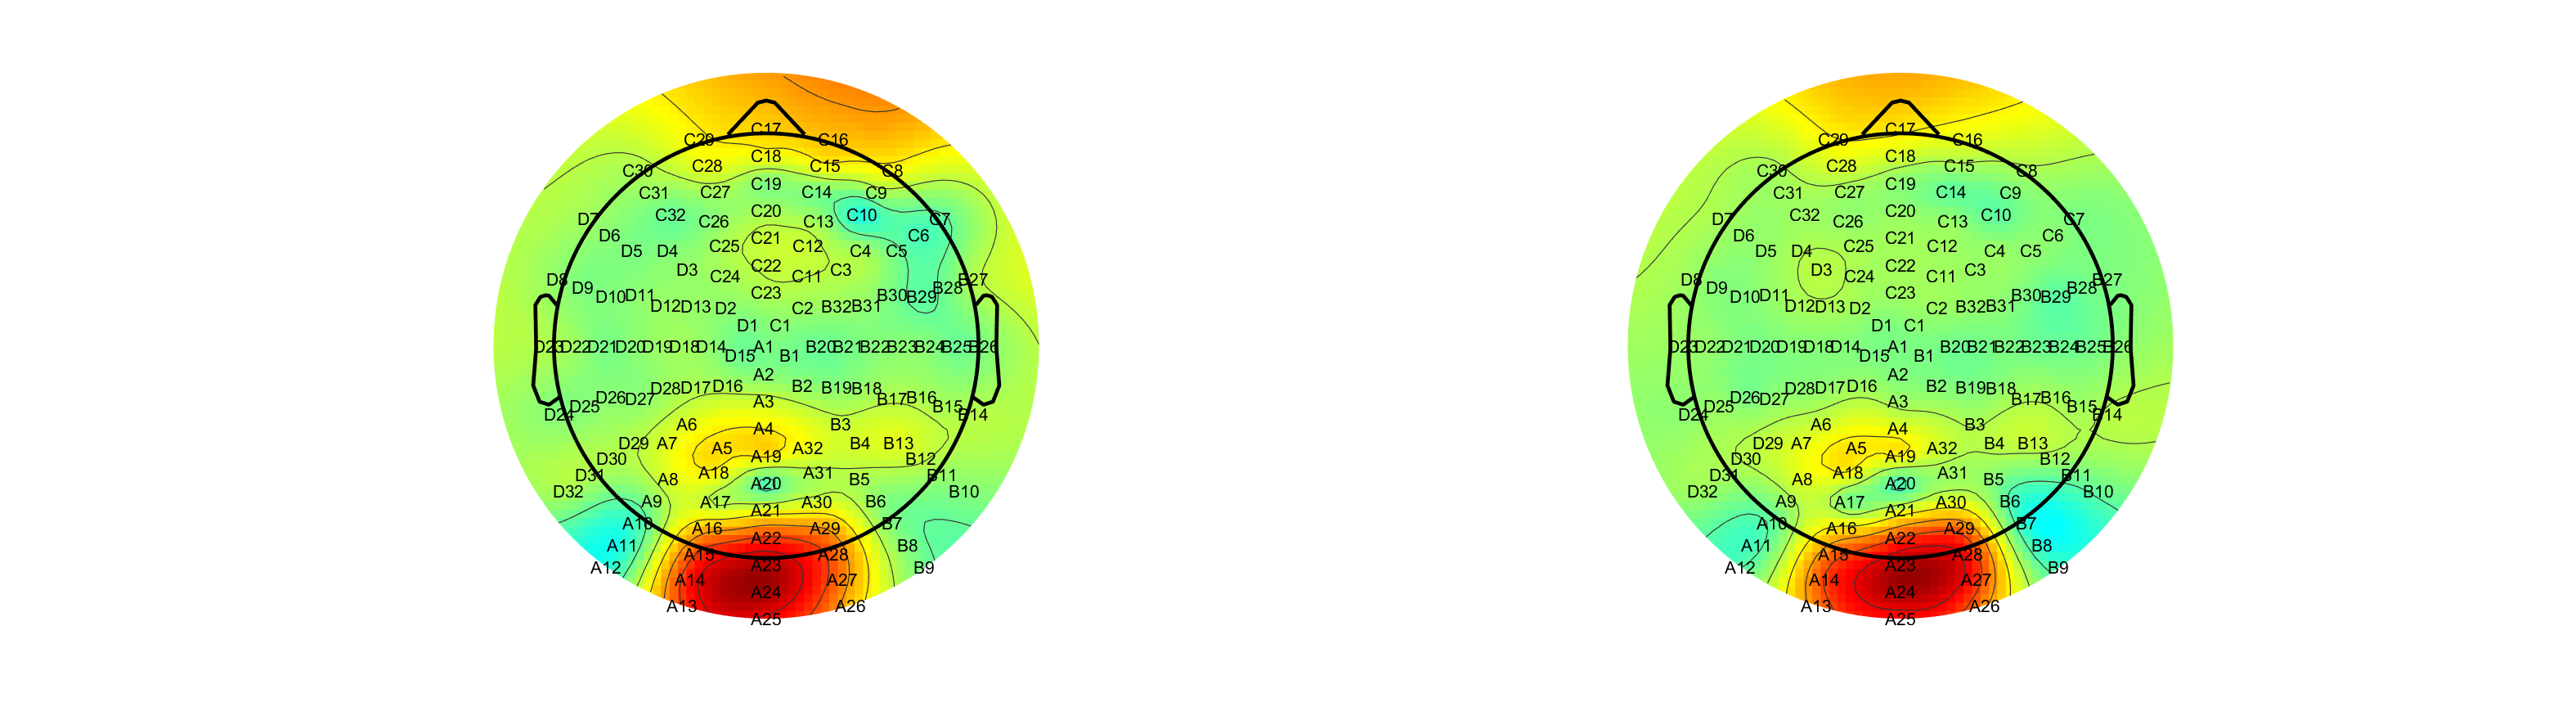 C17 C17
C29 C16 C29 C16
C18 C18
C28 C15 C28 C15
C30 C8 C30 C8
C19 C19
C31 C27 C14 C9 C31 C27 C14 C9
C20 C20
D7 C32 C26 C13 C10 C7 D7 C32 C26 C13 C10 C7
D6 C21 C6 D6 C21 C6
D5 D4 C25 C12 C4 C5 D5 D4 C25 C12 C4 C5
D3 C22 C3 D3 C22 C3
D8 C24 C11 B27 D8 C24 C11 B27
D9 B28 D9 B28
D10 D11 C23 B30 B29 D10 D11 C23 B30 B29
D12 D13 D2 C2 B32 B31 D12 D13 D2 C2 B32 B31
D1 C1 D1 C1
D23 D22 D21 D20 D19 D18 D14 A1 B20 B21 B22 B23 B24 B25 B26 D23 D22 D21 D20 D19 D18 D14 A1 B20 B21 B22 B23 B24 B25 B26
D15 B1 D15 B1
A2 A2
D28 D17 D16 B2 B19 B18 D28 D17 D16 B2 B19 B18
D26 D27 A3 B17 B16 D26 D27 A3 B17 B16
D25 B15 D25 B15
D24 B14 D24 B14
A6 A4 B3 A6 A4 B3
D29 A7 A5 A32 B4 B13 D29 A7 A5 A32 B4 B13
D30 A19 B12 D30 A19 B12
D31 A8 A18 A31 B5 B11 D31 A8 A18 A31 B5 B11
D32 A20 B10 D32 A20 B10
A9 A17 A30 B6 A9 A17 A30 B6
A21 A21
A10 A16 A29 B7 A10 A16 A29 B7
A22 A22
A11 A15 A28 B8 A11 A15 A28 B8
A12 A23 B9 A12 A23 B9
A14 A27 A14 A27
A24 A24
A13 A26 A13 A26
A25 A25